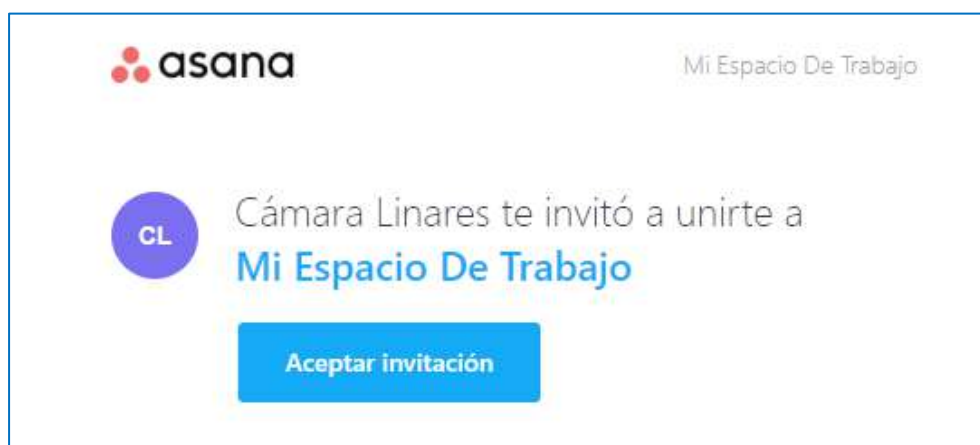 asana
Mi Espacio De Trabajo
CL
Cámara Linares te invitó a unirte a
Mi Espacio De Trabajo
Aceptar invitación